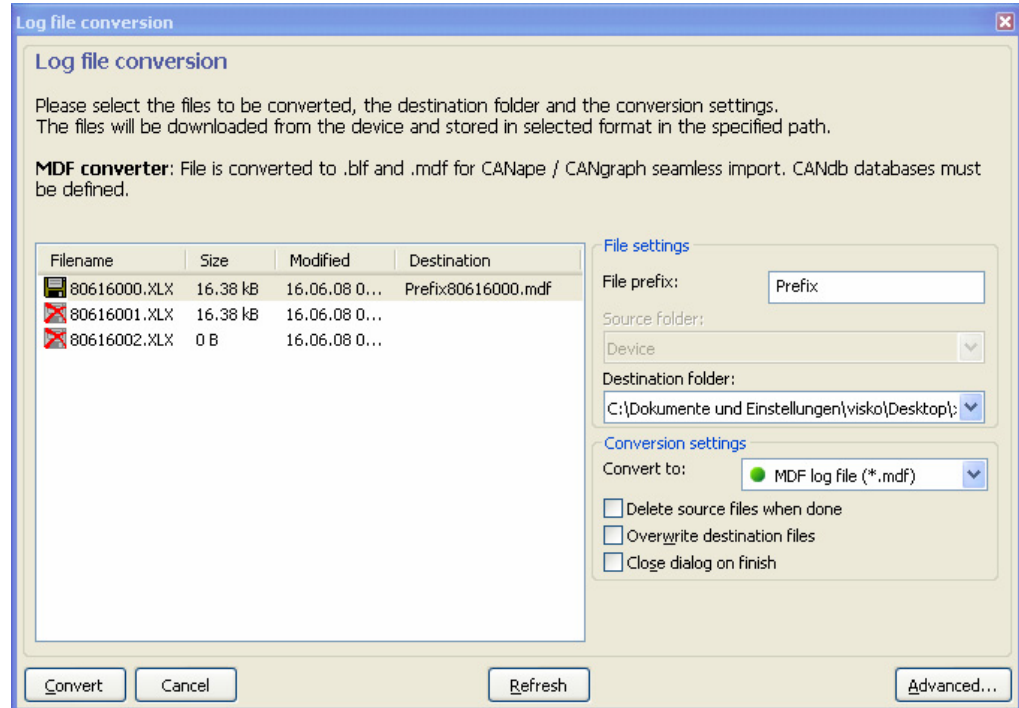 Log file conversion
Log file conversion
Please select the files to be converted, the destination folder and the conversion settings.
The files will be downloaded from the device and stored in selected format in the specified path.
MDF converter: File is converted to .blf and .mdf for CANape / CANgraph seamless import. CANdb databases must
be defined.
Filename Size Modified Destination
80616000.XLX 16.38 kB 16.06.08 0... Prefix80616000.mdf
80616001.XLX 16.38 kB 16.06.08 0...
80616002.XLX 0 B 16.06.08 0...
File settings
File prefix: Prefix
Source folder:
Device
Destination folder:
C:\Dokumente und Einstellungen\visko\Desktop\
Conversion settings
Convert to: MDF log file (*.mdf)
Delete source files when done
Overwrite destination files
Close dialog on finish
Convert Cancel Refresh Advanced...